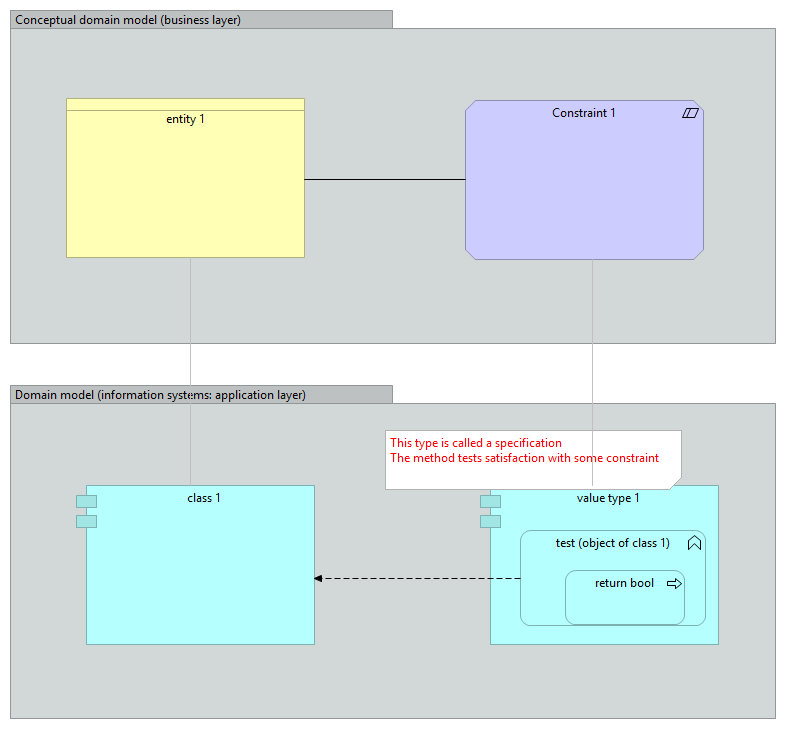 Conceptual domain model (business layer)
entity 1
Constraint 1
Domain model (information systems: application layer)
This type is called a specification
The method tests satisfaction with some constraint
class 1
value type 1
test (object of class 1)
return bool